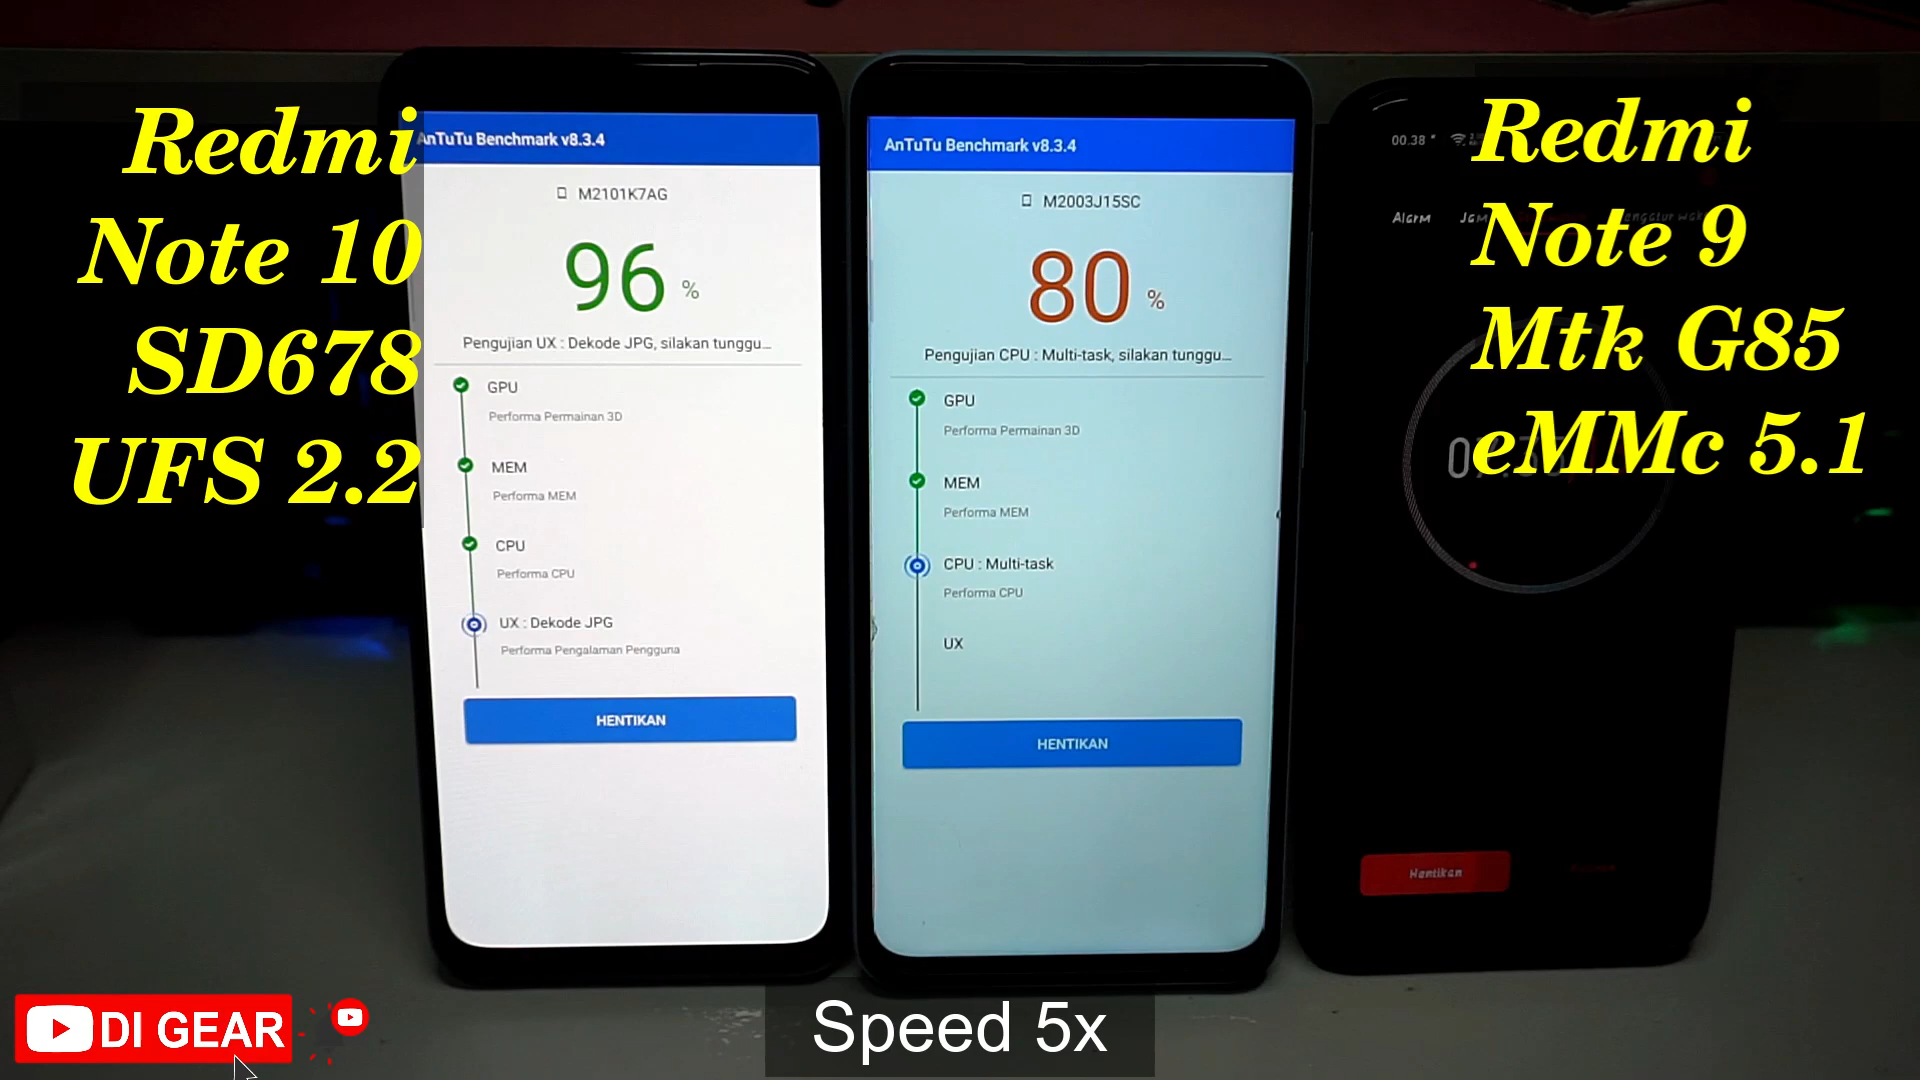 Redmi
Note 10
SD678
UFS 2.2
AnTuTu Benchmark v8.3.4
M2101K7AG
96 %
Pengujian UX : Dekode JPG, silakan tunggu...
GPU
Performa Permainan 3D
MEM
Performa MEM
CPU
Performa CPU
UX : Dekode JPG
Performa Pengalaman Pengguna
HENTIKAN
AnTuTu Benchmark v8.3.4
M2003J15SC
80 %
Pengujian CPU : Multi-task, silakan tunggu...
GPU
Performa Permainan 3D
MEM
Performa MEM
CPU : Multi-task
Performa CPU
UX
HENTIKAN
Redmi
Note 9
Mtk G85
eMMc 5.1
00.38
Alarm
Hentikan
DI GEAR
Speed 5x